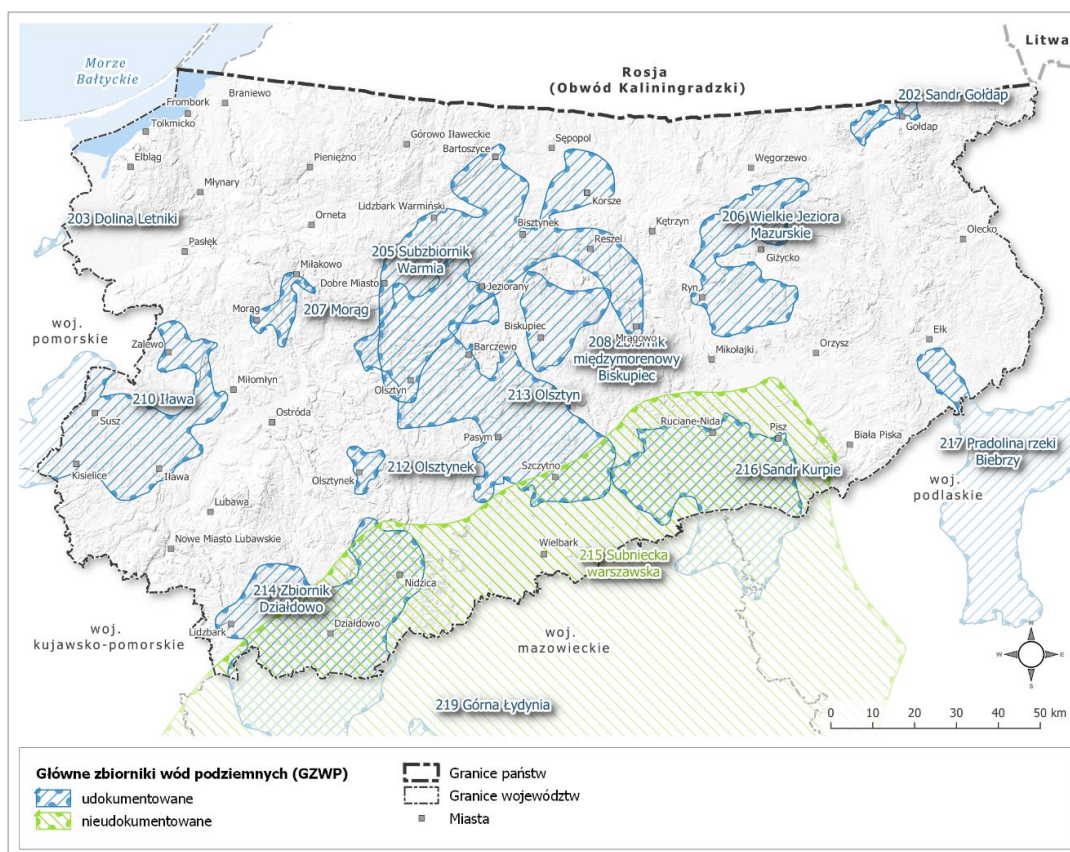 Litwa
Morze
Bałtyckie
Rosja
(Obwód Kaliningradzki)
202 Sandr Gołdap
Braniewo
Frombork
Gołdap
Tolkmicko
Górowo Iławeckie
Sępopol
Bartoszyce
Elbląg
Pieniężno
Węgorzewo
Młynary
Korsze
203 Dolina Letniki
Lidzbark Warmiński
Orneta
206 Wielkie Jeziora
Mazurskie
Kętrzyn
Bisztynek
Olecko
Pasłęk
205 Subzbiornik
Warmia
Reszel
Giżycko
Miłakowo
Dobre Miasto
Jeziorany
Ryn
207 Morąg
Morąg
woj.
pomorskie
Biskupiec
Mrągowo
208 Zbiornik
międzymorenowy
Biskupiec
Ełk
Zalewo
Barczewo
Mikołajki
Orzysz
Olsztyn
213 Olsztyn
Miłomłyn
210 Iława
Susz
Ostróda
Ruciane-Nida
Pisz
Pasym
Biała Piska
217 Pradolina rzeki
Biebrzy
Kisielice
Iława
212 Olsztynek
Olsztynek
Szczytno
216 Sandr Kurpie
woj.
podlaskie
Lubawa
Nowe Miasto Lubawskie
Wielbark
215 Subniecka
warszawska
Nidzica
214 Zbiornik
Działdowo
Lidzbark
Działdowo
woj.
kujawsko-pomorskie
woj.
mazowieckie
N
W
E
S
219 Górna Łydynia
0 10 20 30 40 50 km
Główne zbiorniki wód podziemnych (GZWP)
udokumentowane
nieudokumentowane
Granice państw
Granice województw
Miasta